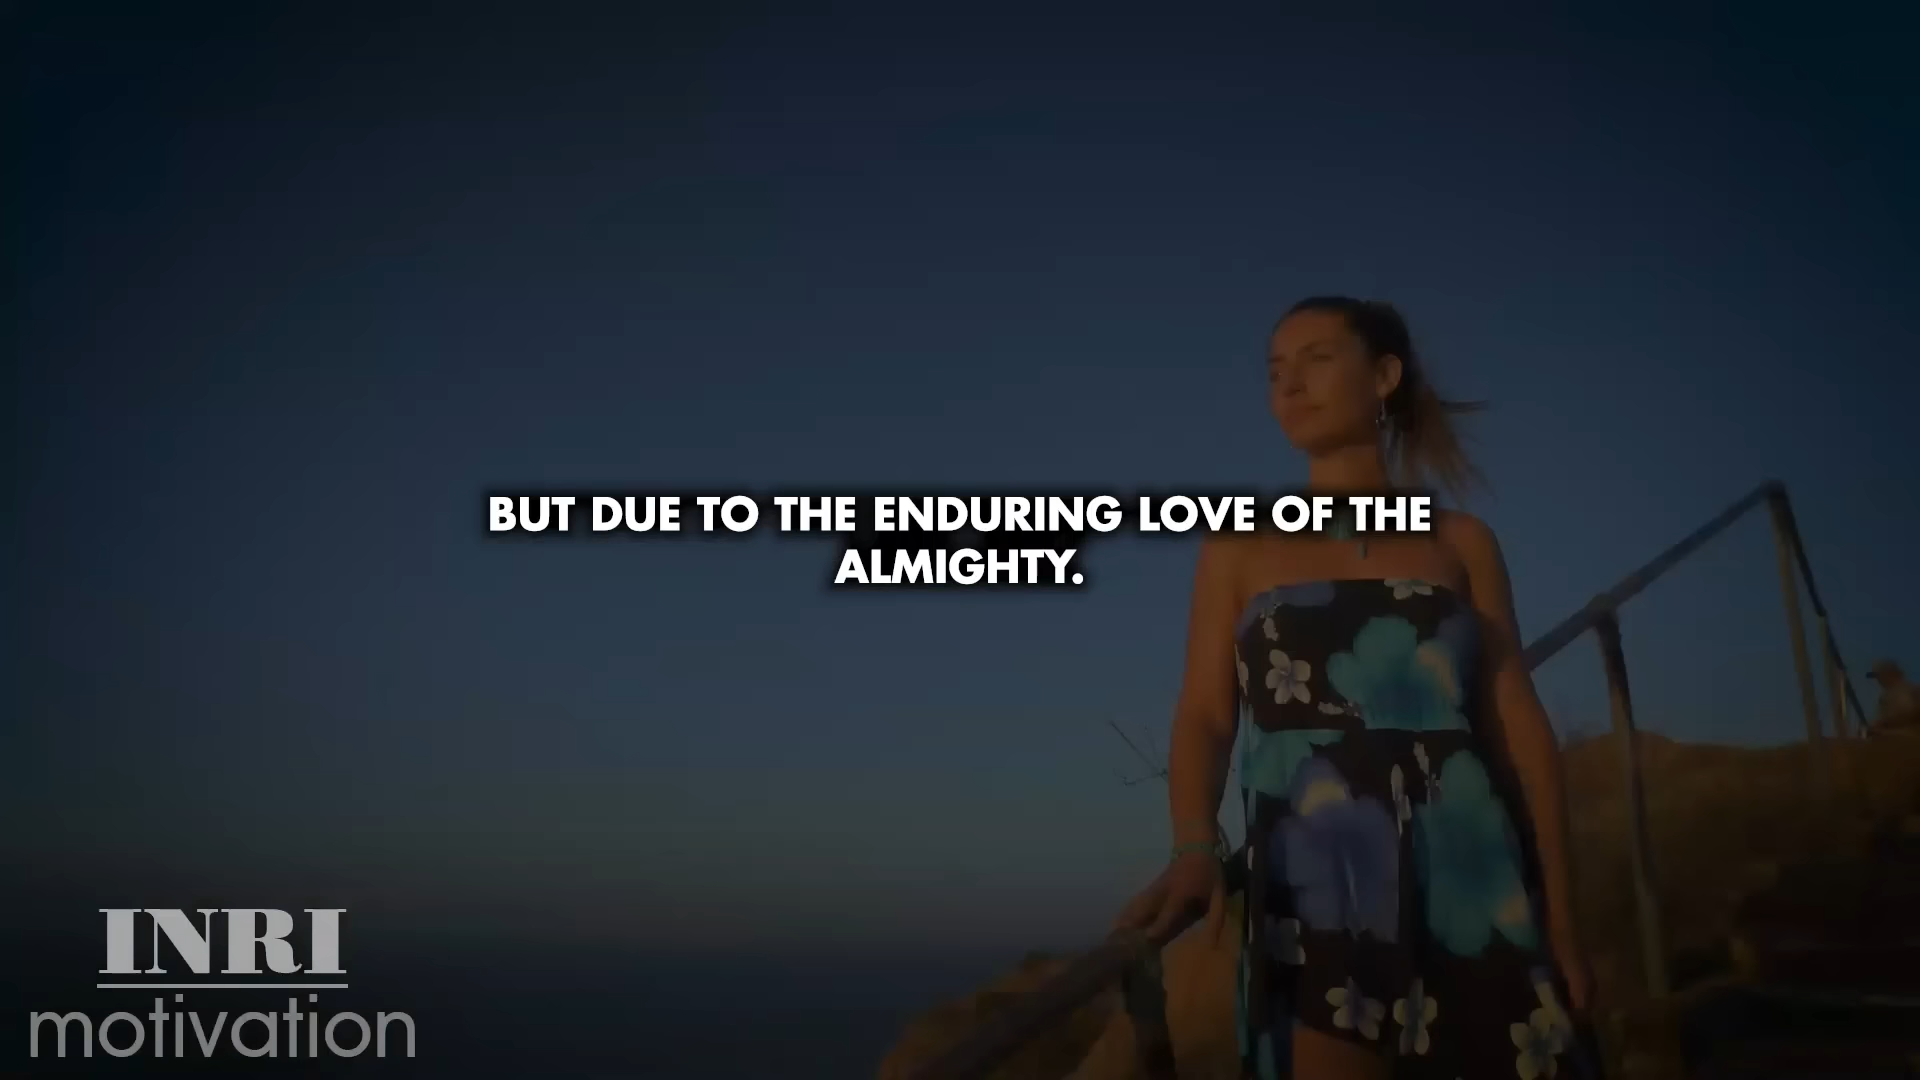 BUT DUE TO THE ENDURING LOVE OF THE
ALMIGHTY.
INRI
motivation